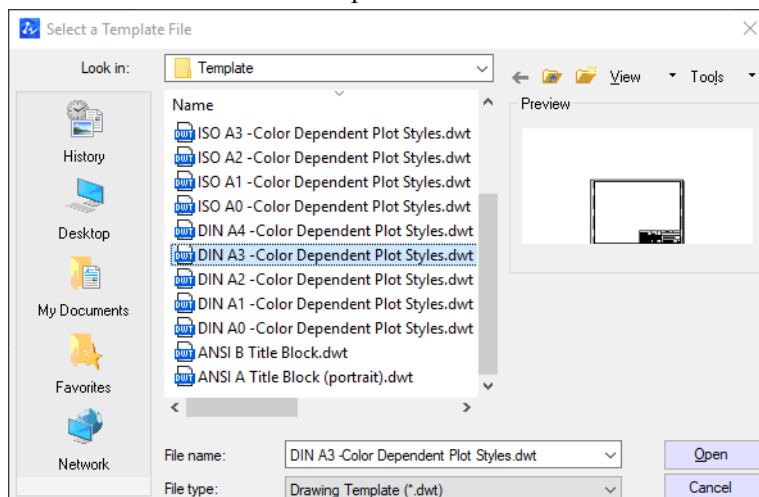 Select a Template File
Look in:
Template
View
Tools
History
Desktop
My Documents
Favorites
Network
Name
ISO A3 -Color Dependent Plot Styles.dwt
ISO A2 -Color Dependent Plot Styles.dwt
ISO A1 -Color Dependent Plot Styles.dwt
ISO A0 -Color Dependent Plot Styles.dwt
DIN A4 -Color Dependent Plot Styles.dwt
DIN A3 -Color Dependent Plot Styles.dwt
DIN A2 -Color Dependent Plot Styles.dwt
DIN A1 -Color Dependent Plot Styles.dwt
DIN A0 -Color Dependent Plot Styles.dwt
ANSI B Title Block.dwt
ANSI A Title Block (portrait).dwt
Preview
File name:
DIN A3 -Color Dependent Plot Styles.dwt
Open
File type:
Drawing Template (*.dwt)
Cancel